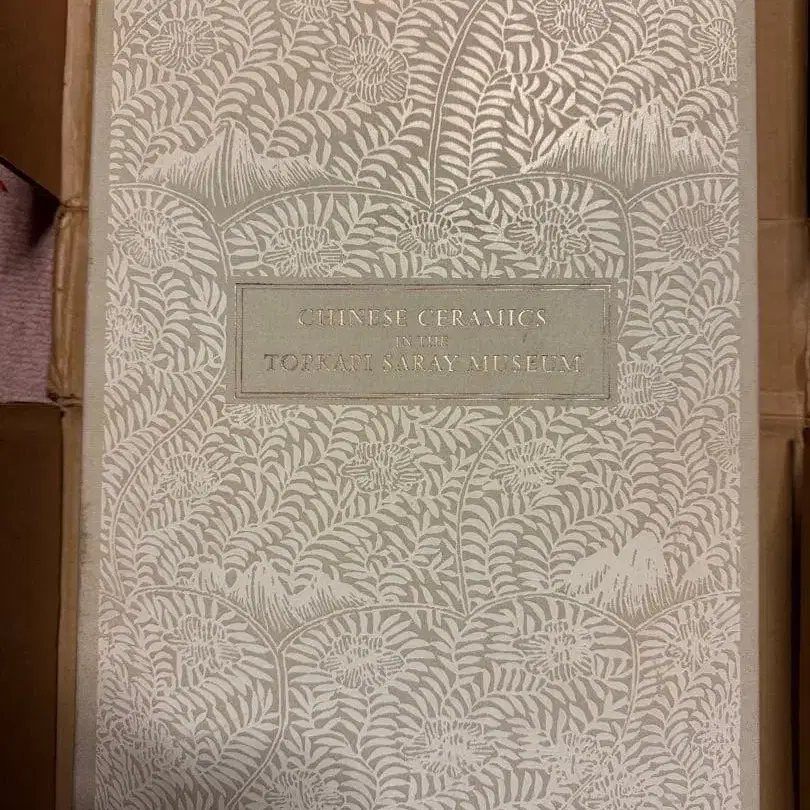 CHINESE CERAMICS
IN THE
TOPKAPI SARAY MUSEUM